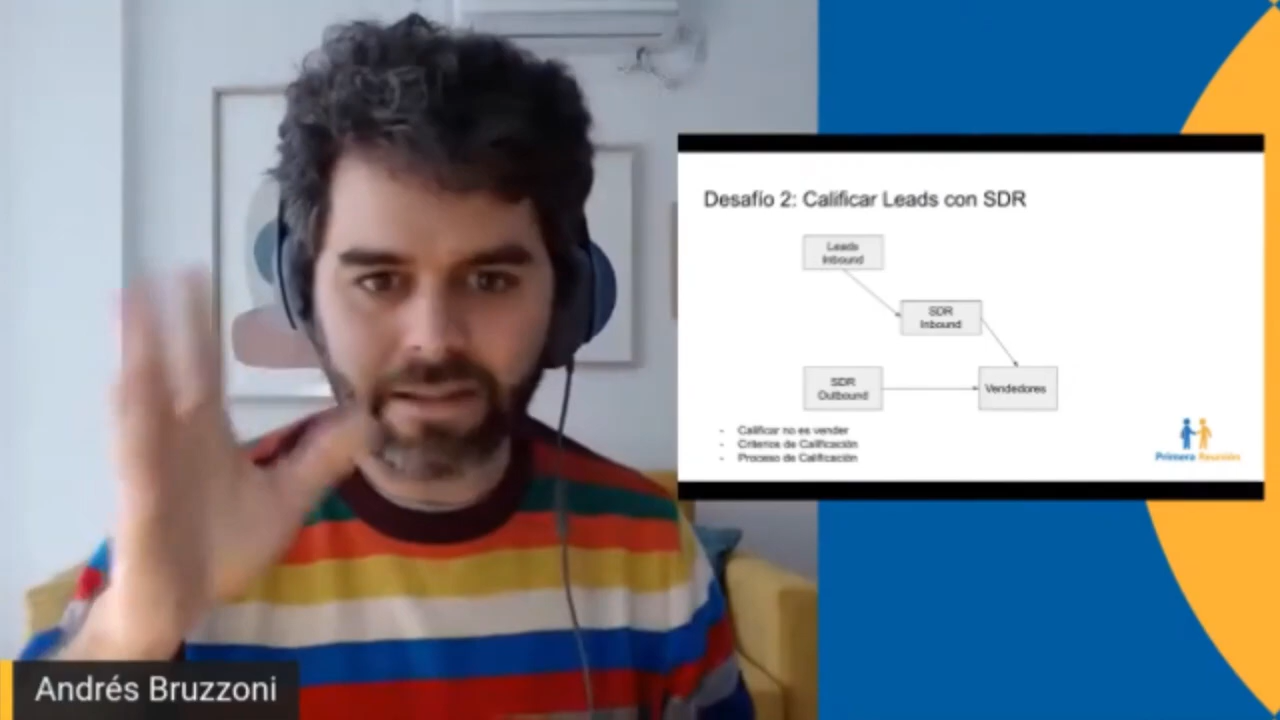 Desafío 2: Calificar Leads con SDR
Leads
Inbound
SDR
Inbound
SDR
Outbound
Vendedores
- Calificar no es vender
- Criterios de Calificación
- Proceso de Calificación
Primera Reunión
Andrés Bruzzoni